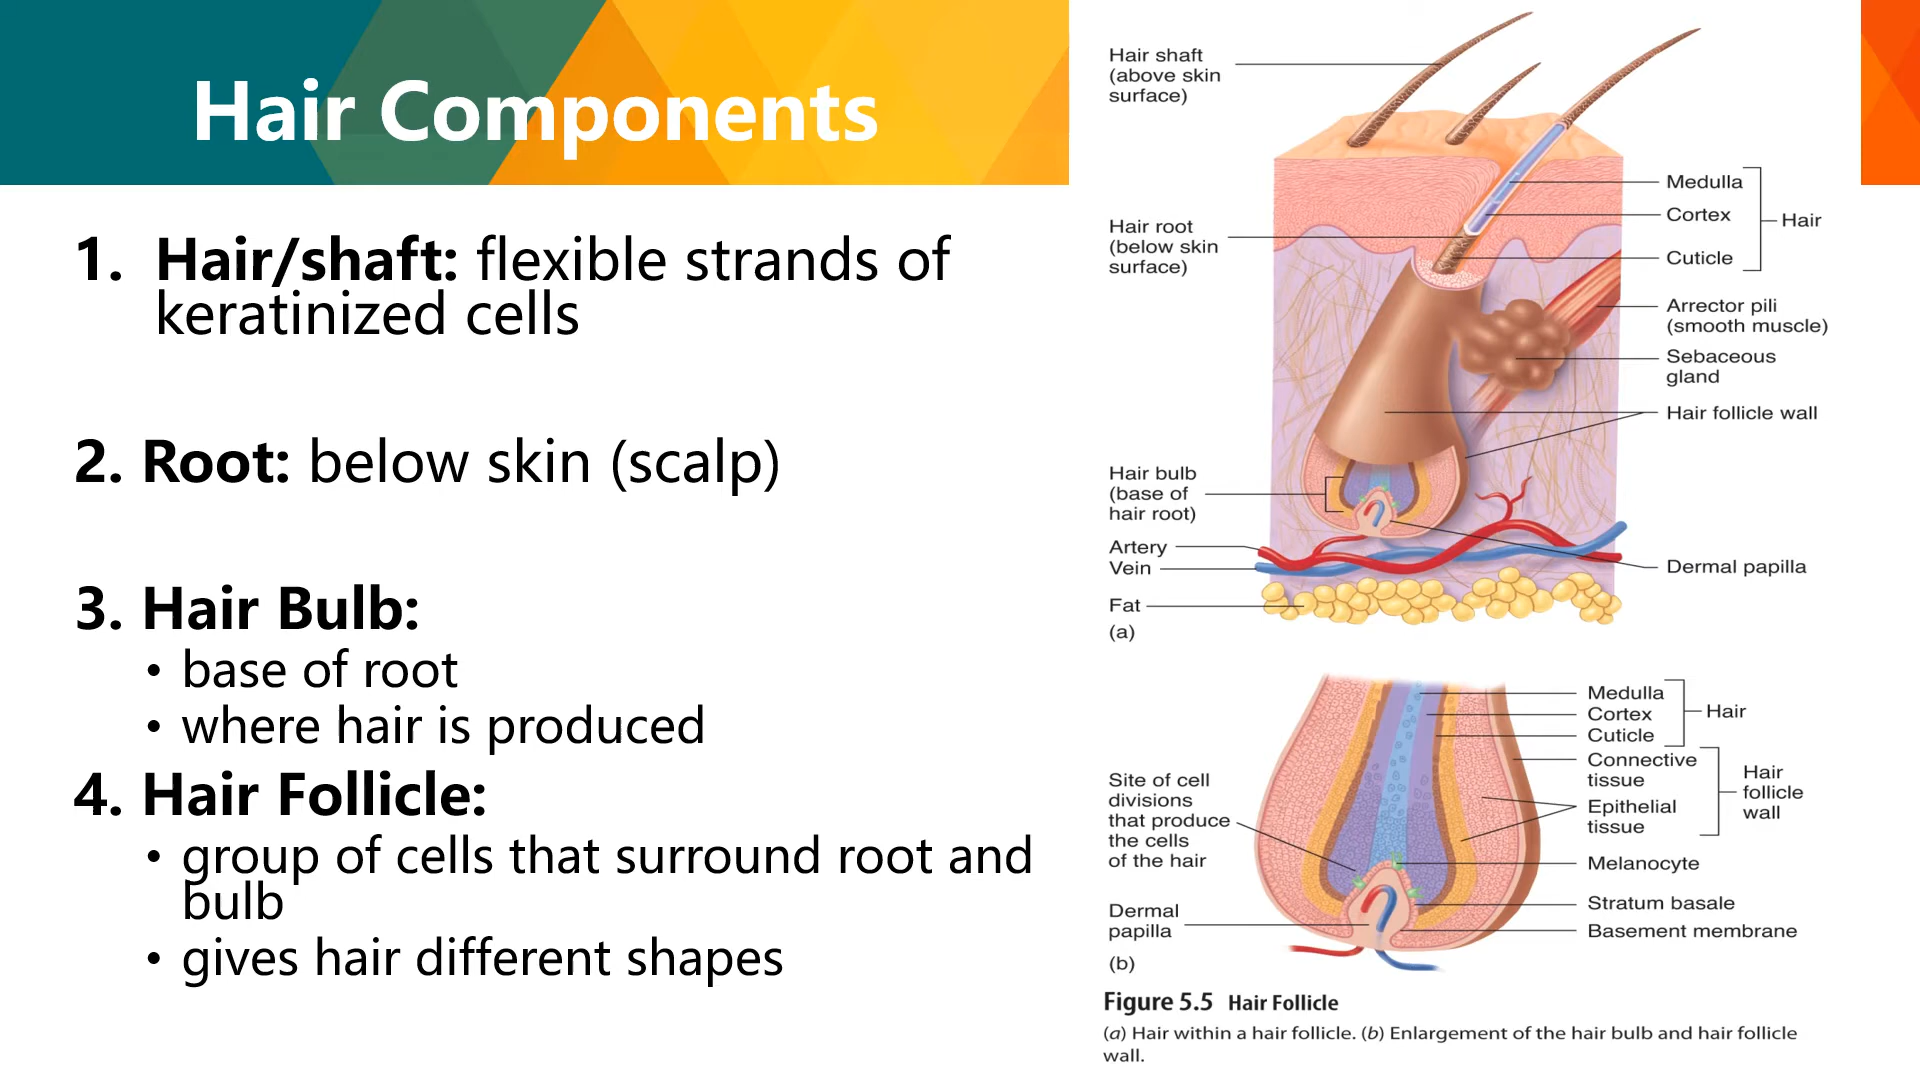 Hair Components
1. Hair/shaft: flexible strands of
keratinized cells
2. Root: below skin (scalp)
3. Hair Bulb:
• base of root
• where hair is produced
4. Hair Follicle:
• group of cells that surround root and
bulb
• gives hair different shapes
Hair shaft
(above skin
surface)
Hair root
(below skin
surface)
Hair bulb
(base of
hair root)
Artery
Vein
Fat
(a)
Medulla
Cortex
Cuticle
Hair
Arrector pili
(smooth muscle)
Sebaceous
gland
Hair follicle wall
Dermal papilla
Site of cell
divisions
that produce
the cells
of the hair
Dermal
papilla
(b)
Medulla
Cortex
Cuticle
Hair
Connective
tissue
Epithelial
tissue
Hair
follicle
wall
Melanocyte
Stratum basale
Basement membrane
Figure 5.5 Hair Follicle
(a) Hair within a hair follicle. (b) Enlargement of the hair bulb and hair follicle
wall.